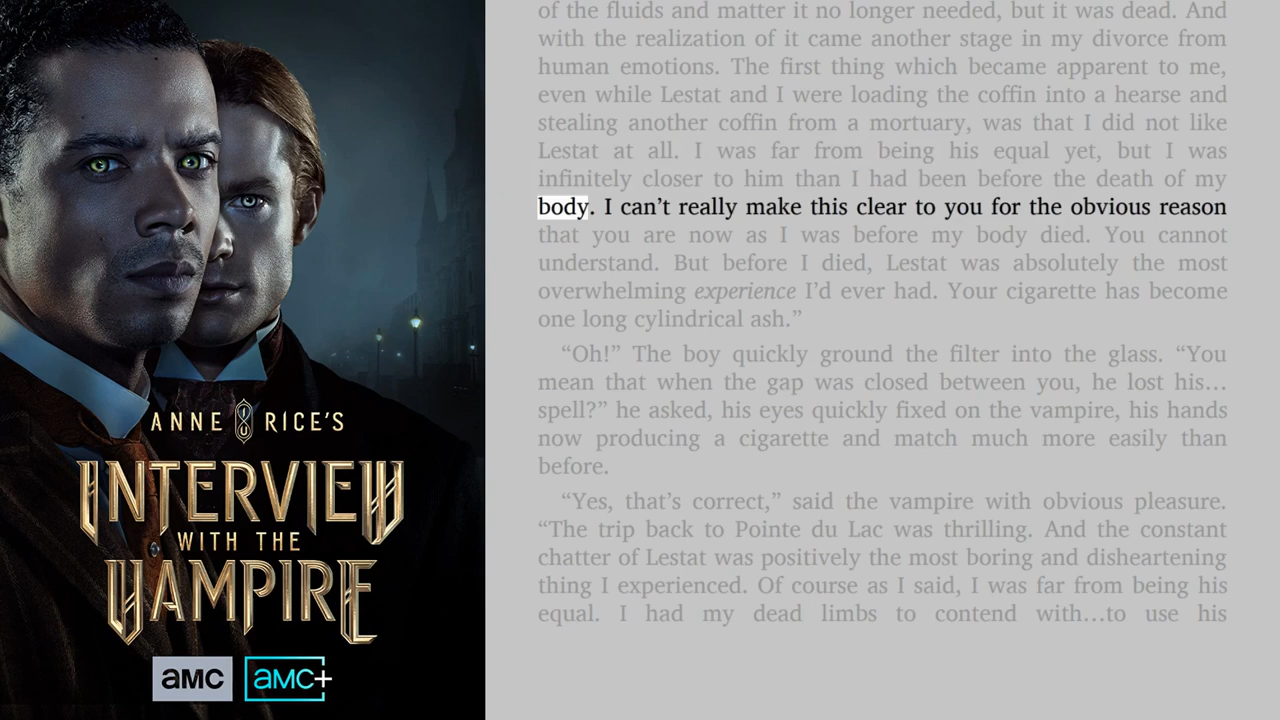 ANNE RICE'S
INTERVIEW
WITH THE
VAMPIRE
amc
amc+
of the fluids and matter it no longer needed, but it was dead. And
with the realization of it came another stage in my divorce from
human emotions. The first thing which became apparent to me,
even while Lestat and I were loading the coffin into a hearse and
stealing another coffin from a mortuary, was that I did not like
Lestat at all. I was far from being his equal yet, but I was
infinitely closer to him than I had been before the death of my
body. I can’t really make this clear to you for the obvious reason
that you are now as I was before my body died. You cannot
understand. But before I died, Lestat was absolutely the most
overwhelming experience I’d ever had. Your cigarette has become
one long cylindrical ash.”
“Oh!” The boy quickly ground the filter into the glass. “You
mean that when the gap was closed between you, he lost his…
spell?” he asked, his eyes quickly fixed on the vampire, his hands
now producing a cigarette and match much more easily than
before.
“Yes, that’s correct,” said the vampire with obvious pleasure.
“The trip back to Pointe du Lac was thrilling. And the constant
chatter of Lestat was positively the most boring and disheartening
thing I experienced. Of course as I said, I was far from being his
equal. I had my dead limbs to contend with…to use his